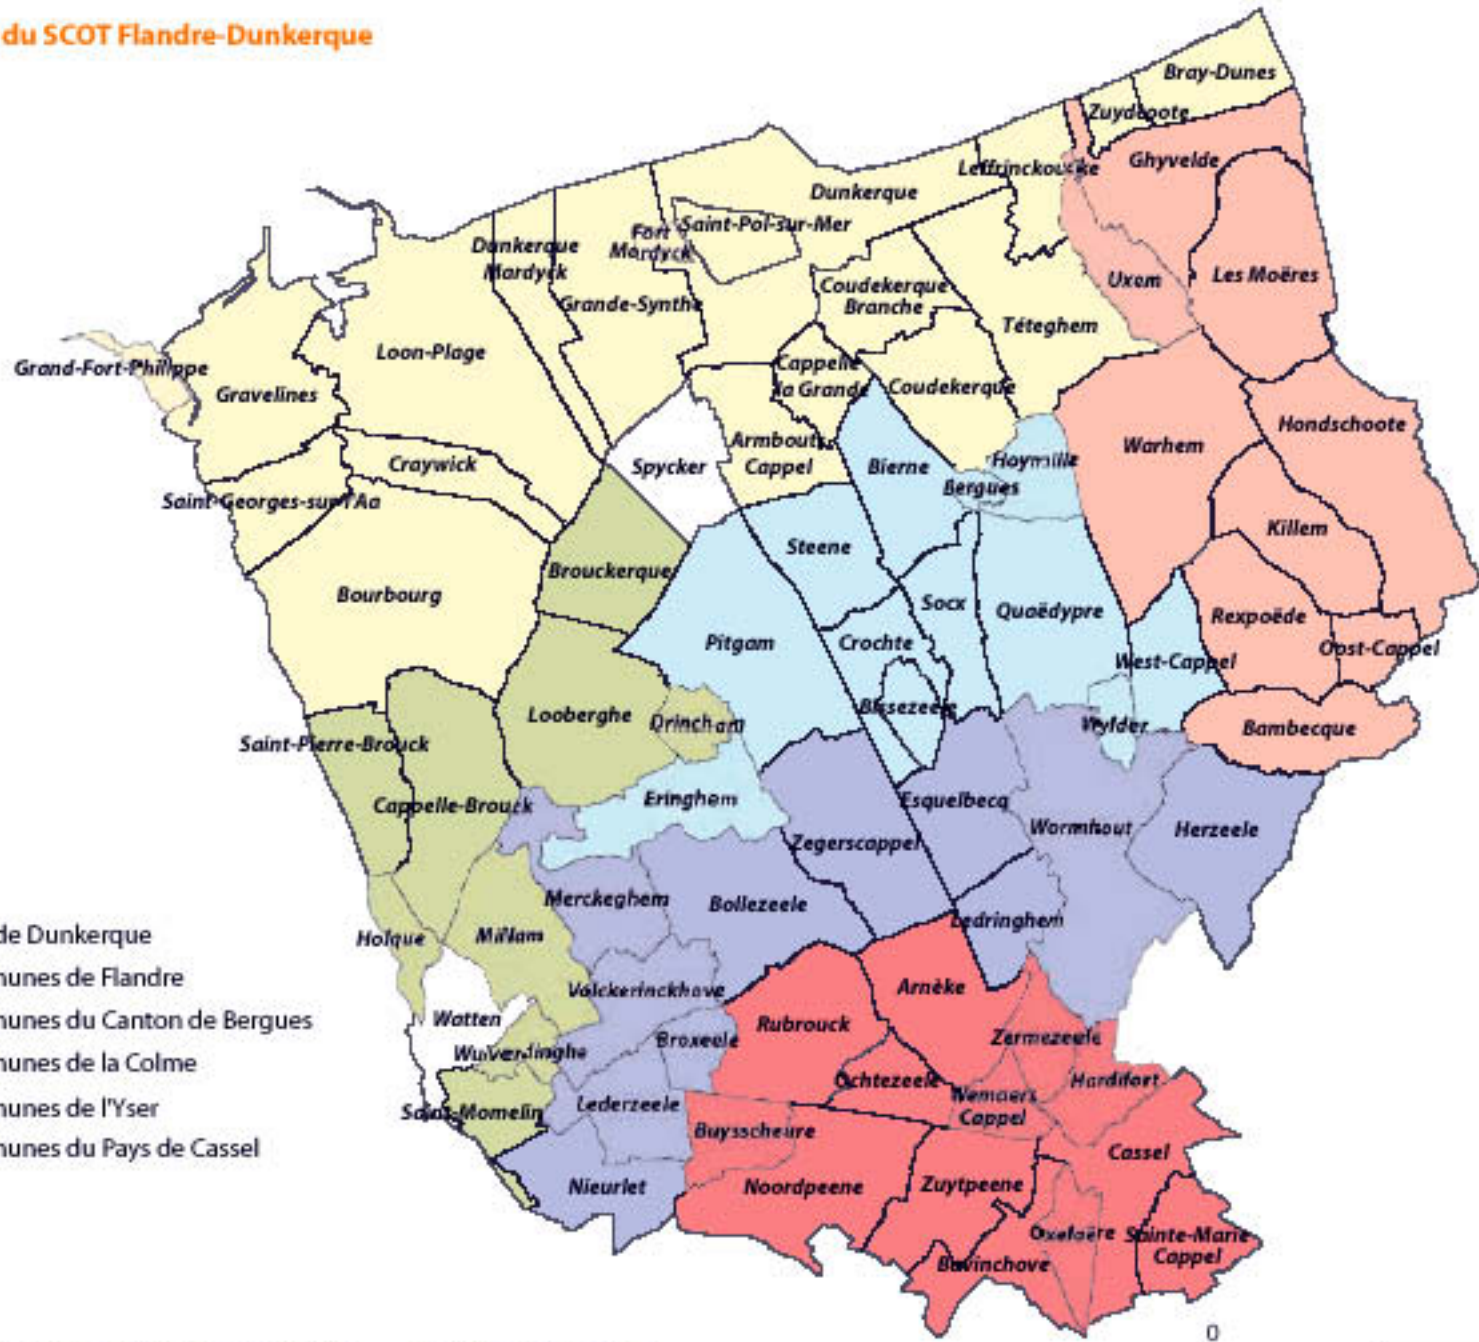 du SCOT Flandre-Dunkerque
Bray-Dunes
Zuydcoote
Ghyvelde
Leffrinckoucke
Dunkerque
Saint-Pol-sur-Mer
Fort
Mardyck
Dunkerque
Mardyck
Grande-Synthe
Coudekerque
Branche
Uxem
Les Moëres
Téteghem
Loon-Plage
Grand-Fort-Philippe
Gravelines
Cappelle
la Grande
Coudekerque
Armbouts
Cappel
Hondschoote
Warhem
Craywick
Spycker
Bierne
Hoymille
Bergues
Saint-Georges-sur-l'Aa
Killem
Steene
Brouckerque
Bourbourg
Socx
Quaëdypre
Rexpoëde
Pitgam
Crochte
West-Cappel
Oost-Cappel
Bissezeele
Looberghe
Drincham
Wylder
Bambecque
Saint-Pierre-Brouck
Cappelle-Brouck
Eringhem
Esquelbecq
Wormhout
Herzeele
Zegerscappel
Merckeghem
Bollezeele
Ledringhem
Holque
Millam
Volckerinckhove
Arnèke
Watten
Rubrouck
Zermezeele
Broxeele
Wulverdinghe
Ochtezeele
Hardifort
Wemaers
Cappel
Saint-Momelin
Lederzeele
Buysscheure
Cassel
Nieurlet
Noordpeene
Zuytpeene
Oxelaëre
Sainte-Marie
Cappel
Bavinchove
de Dunkerque
munes de Flandre
munes du Canton de Bergues
munes de la Colme
munes de l'Yser
munes du Pays de Cassel
0